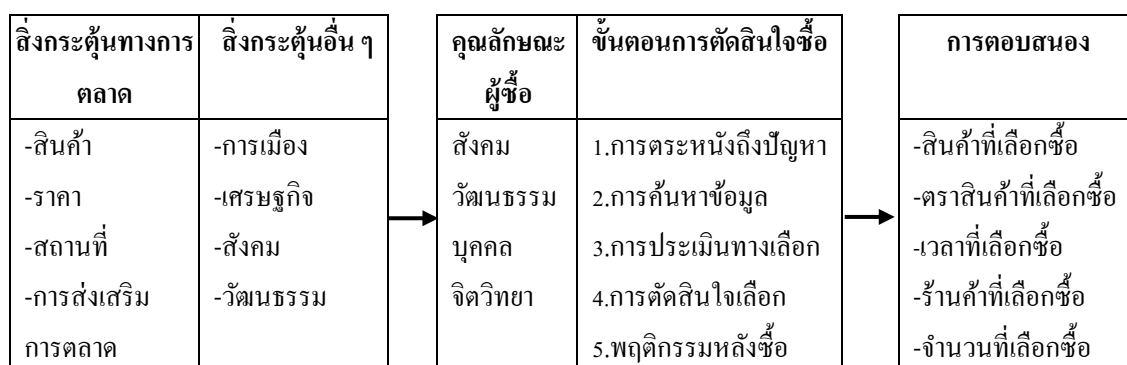 สิ่งกระตุ้นทางการ
ตลาด
-สินค้า
-ราคา
-สถานที่
-การส่งเสริม
การตลาด
สิ่งกระตุ้นอื่น ๆ
-การเมือง
-เศรษฐกิจ
-สังคม
-วัฒนธรรม
คุณลักษณะ
ผู้ซื้อ
สังคม
วัฒนธรรม
บุคคล
จิตวิทยา
ขั้นตอนการตัดสินใจซื้อ
1.การตระหนังถึงปัญหา
2.การค้นหาข้อมูล
3.การประเมินทางเลือก
4.การตัดสินใจเลือก
5.พฤติกรรมหลังซื้อ
การตอบสนอง
-สินค้าที่เลือกซื้อ
-ตราสินค้าที่เลือกซื้อ
-เวลาที่เลือกซื้อ
-ร้านค้าที่เลือกซื้อ
-จำนวนที่เลือกซื้อ